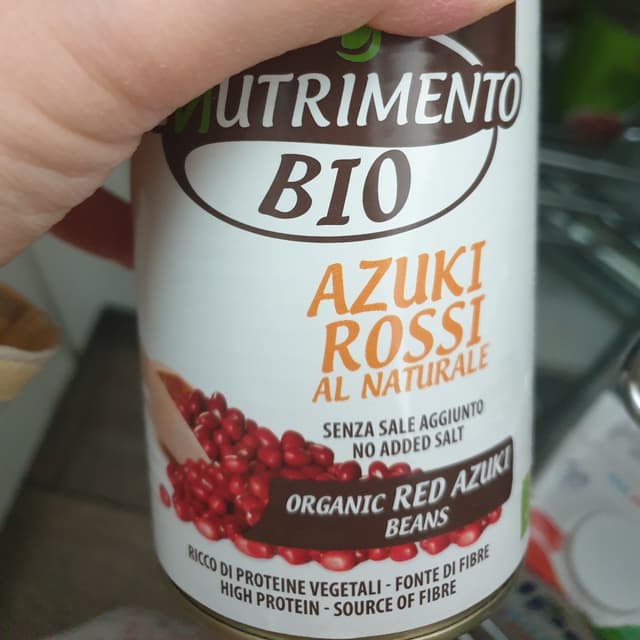 NUTRIMENTO
BIO
AZUKI
ROSSI
AL NATURALE
SENZA SALE AGGIUNTO
NO ADDED SALT
ORGANIC RED AZUKI
BEANS
RICCO DI PROTEINE VEGETALI - FONTE DI FIBRE
HIGH PROTEIN - SOURCE OF FIBRE